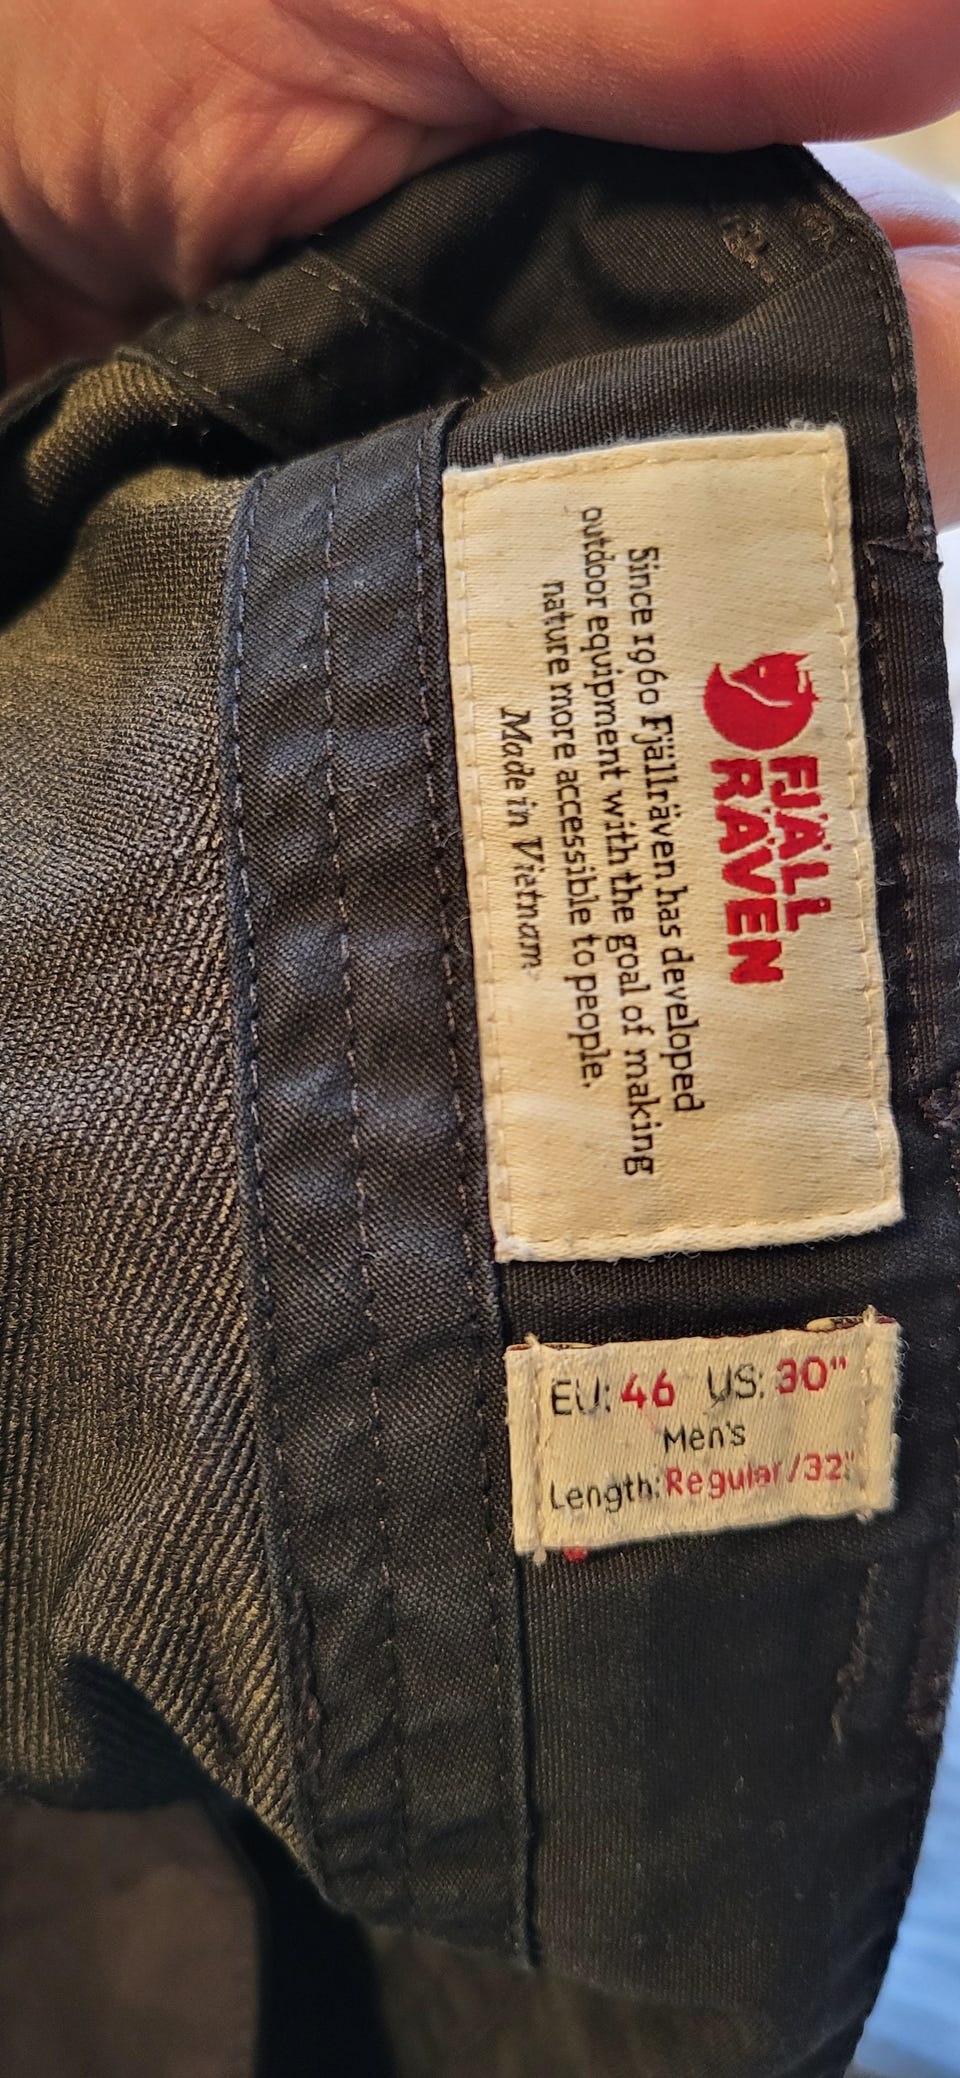 FJÄLL
RÄVEN
Since 1960 Fjällräven has developed
outdoor equipment with the goal of making
nature more accessible to people.
Made in Vietnam
EU: 46 US: 30"
Men's
Length: Regular/32"